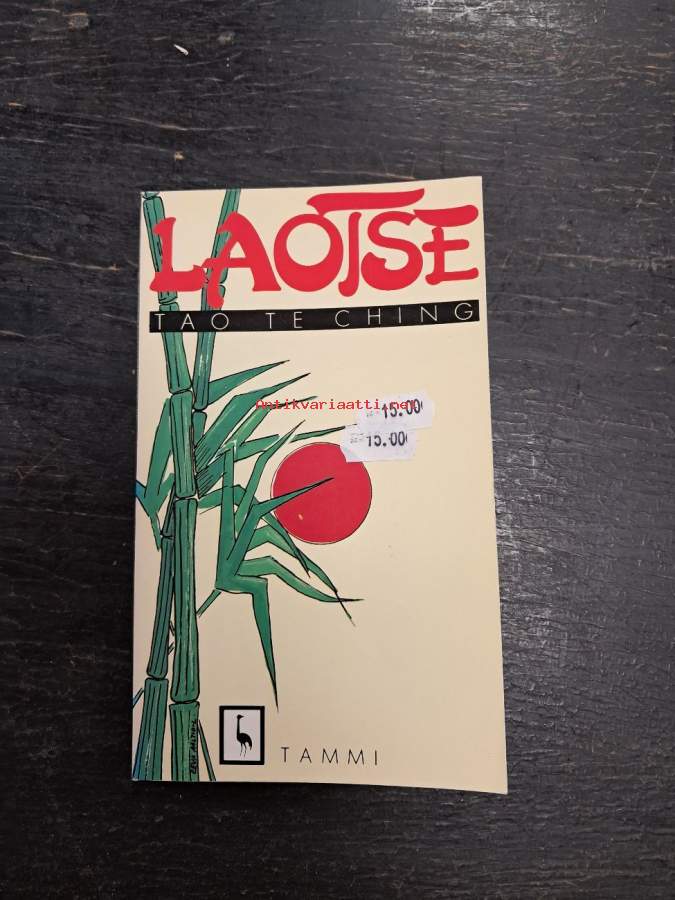 LAOTSE
TAO TE CHING
Antikvariaatti.net
15.00
15.00
TAMMI